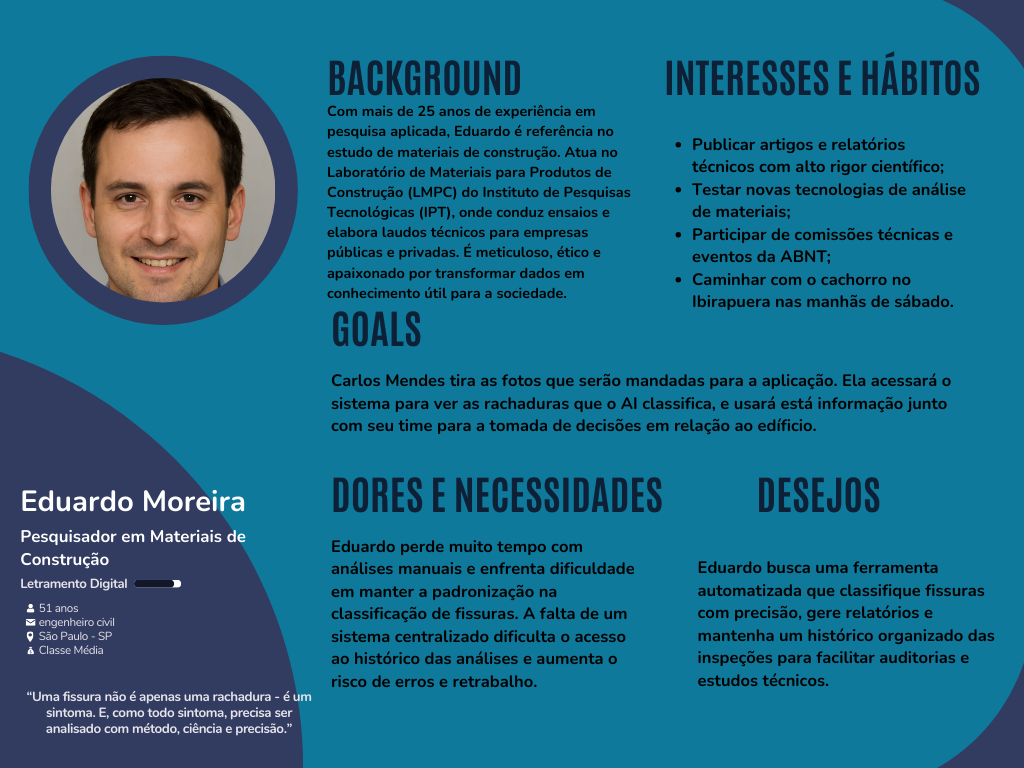 BACKGROUND
Com mais de 25 anos de experiência em
pesquisa aplicada, Eduardo é referência no
estudo de materiais de construção. Atua no
Laboratório de Materiais para Produtos de
Construção (LMPC) do Instituto de Pesquisas
Tecnológicas (IPT), onde conduz ensaios e
elabora laudos técnicos para empresas
públicas e privadas. É meticuloso, ético e
apaixonado por transformar dados em
conhecimento útil para a sociedade.
INTERESSES E HÁBITOS
• Publicar artigos e relatórios
técnicos com alto rigor científico;
• Testar novas tecnologias de análise
de materiais;
• Participar de comissões técnicas e
eventos da ABNT;
• Caminhar com o cachorro no
Ibirapuera nas manhãs de sábado.
GOALS
Carlos Mendes tira as fotos que serão mandadas para a aplicação. Ela acessará o
sistema para ver as rachaduras que o AI classifica, e usará está informação junto
com seu time para a tomada de decisões em relação ao edíficio.
Eduardo Moreira
Pesquisador em Materiais de
Construção
Letramento Digital
51 anos
engenheiro civil
São Paulo - SP
Classe Média
“Uma fissura não é apenas uma rachadura - é um
sintoma. E, como todo sintoma, precisa ser
analisado com método, ciência e precisão.”
DORES E NECESSIDADES
Eduardo perde muito tempo com
análises manuais e enfrenta dificuldade
em manter a padronização na
classificação de fissuras. A falta de um
sistema centralizado dificulta o acesso
ao histórico das análises e aumenta o
risco de erros e retrabalho.
DESEJOS
Eduardo busca uma ferramenta
automatizada que classifique fissuras
com precisão, gere relatórios e
mantenha um histórico organizado das
inspeções para facilitar auditorias e
estudos técnicos.